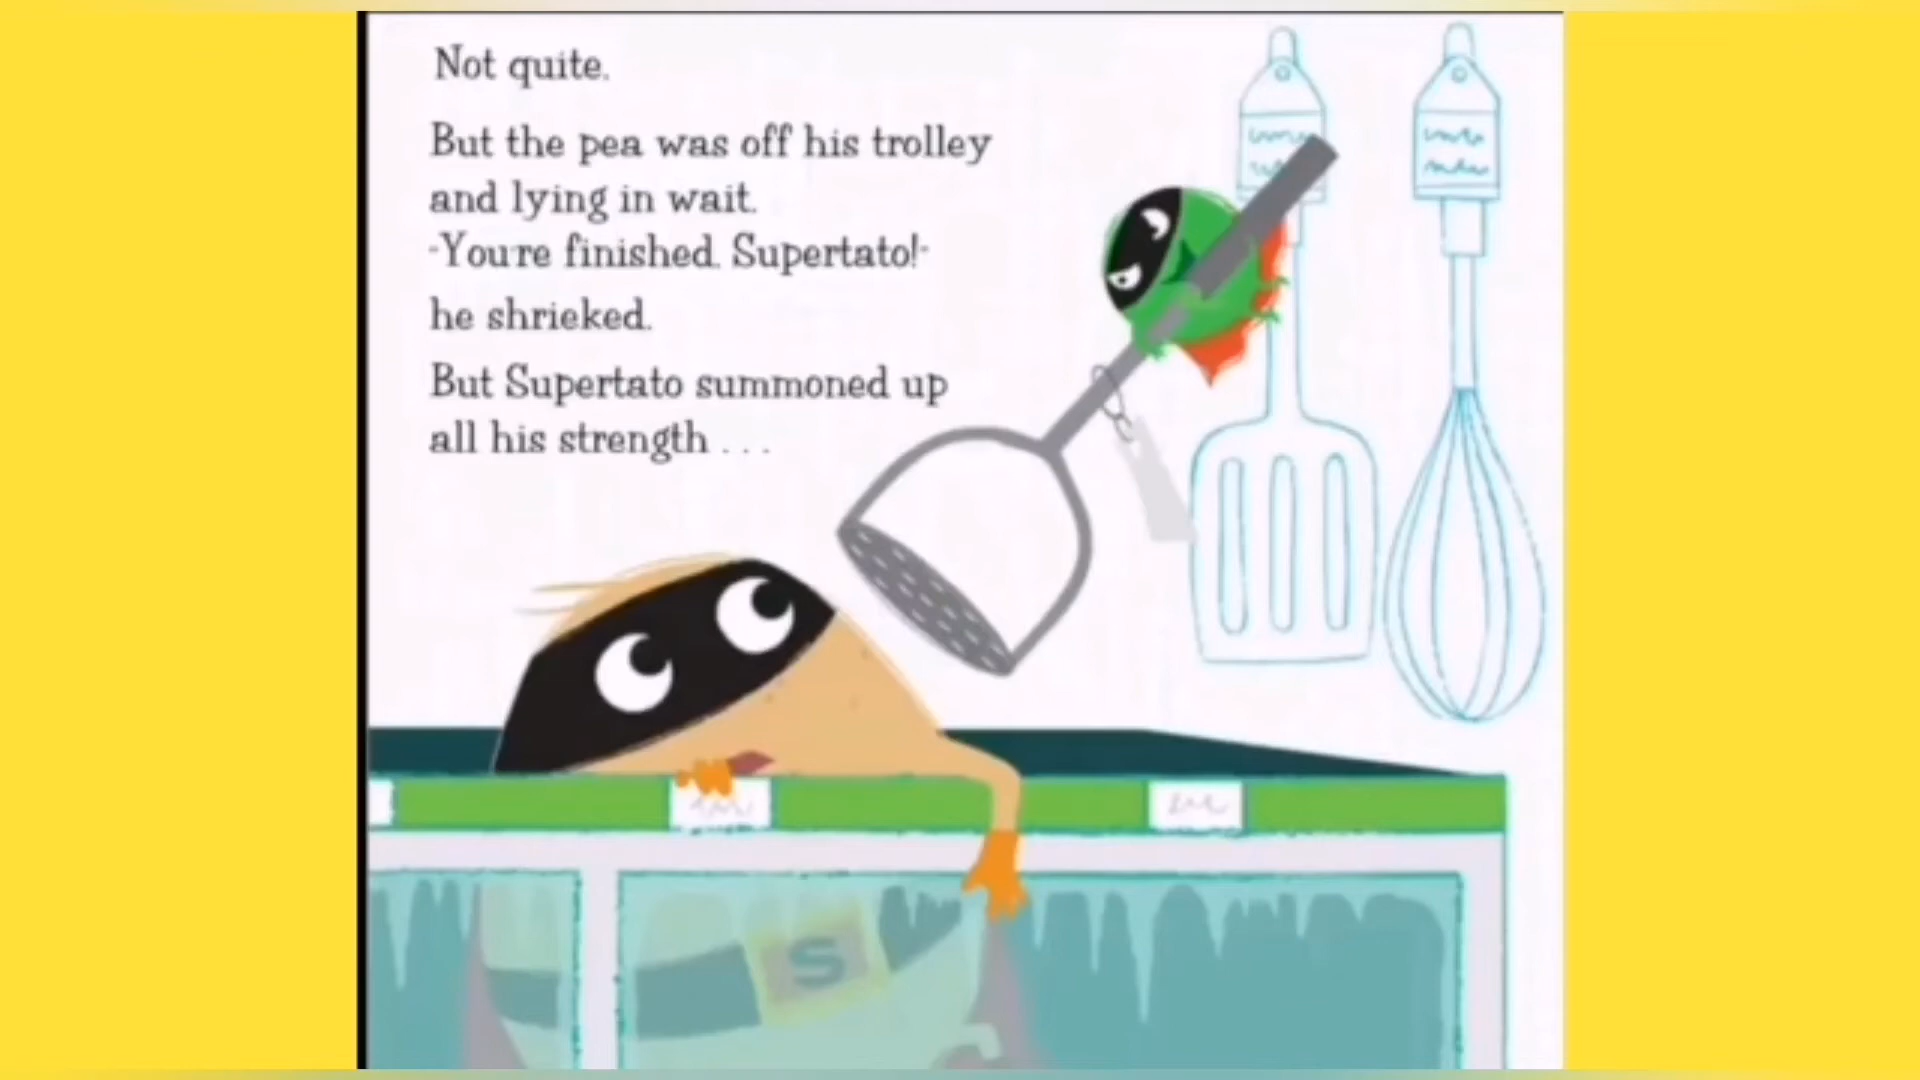 Not quite.
But the pea was off his trolley
and lying in wait.
"You're finished, Supertato!"
he shrieked.
But Supertato summoned up
all his strength . . .
S